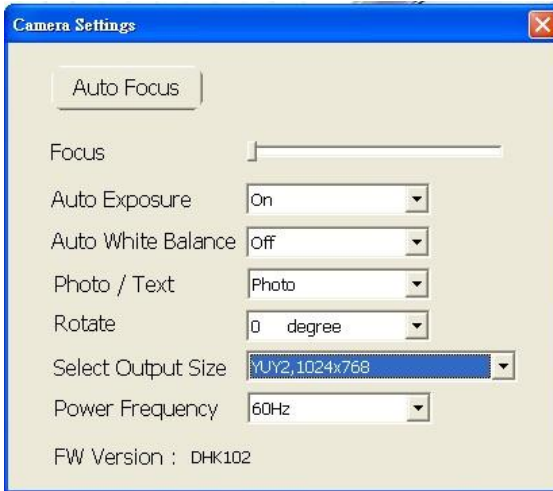 Camera Settings
Auto Focus
Focus
Auto Exposure On
Auto White Balance Off
Photo / Text Photo
Rotate 0 degree
Select Output Size YUY2,1024x768
Power Frequency 60Hz
FW Version : DHK102